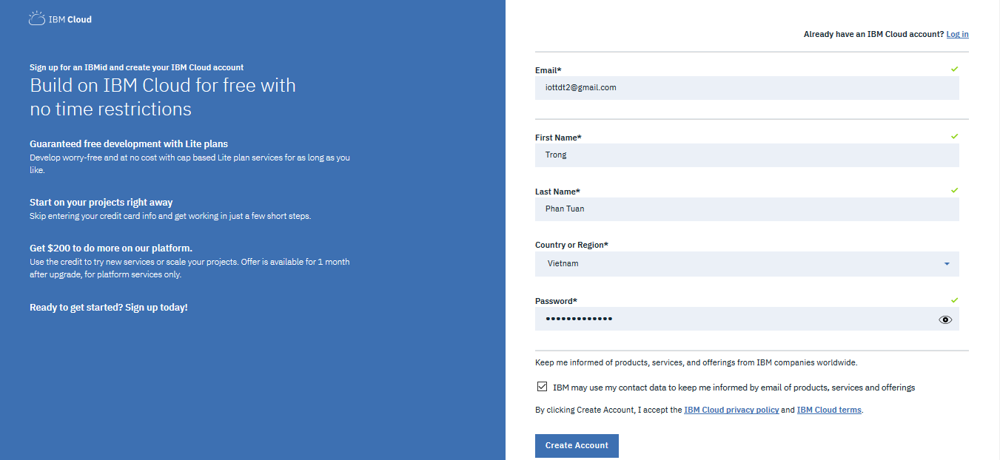 IBM Cloud
Sign up for an IBMid and create your IBM Cloud account
Build on IBM Cloud for free with
no time restrictions
Guaranteed free development with Lite plans
Develop worry-free and at no cost with cap based Lite plan services for as long as you
like.
Start on your projects right away
Skip entering your credit card info and get working in just a few short steps.
Get $200 to do more on our platform.
Use the credit to try new services or scale your projects. Offer is available for 1 month
after upgrade, for platform services only.
Ready to get started? Sign up today!
Already have an IBM Cloud account? Log in
Email*
iottdt2@gmail.com
First Name*
Trong
Last Name*
Phan Tuan
Country or Region*
Vietnam
Password*
•••••••••••••
Keep me informed of products, services, and offerings from IBM companies worldwide.
IBM may use my contact data to keep me informed by email of products, services and offerings
By clicking Create Account, I accept the IBM Cloud privacy policy and IBM Cloud terms.
Create Account